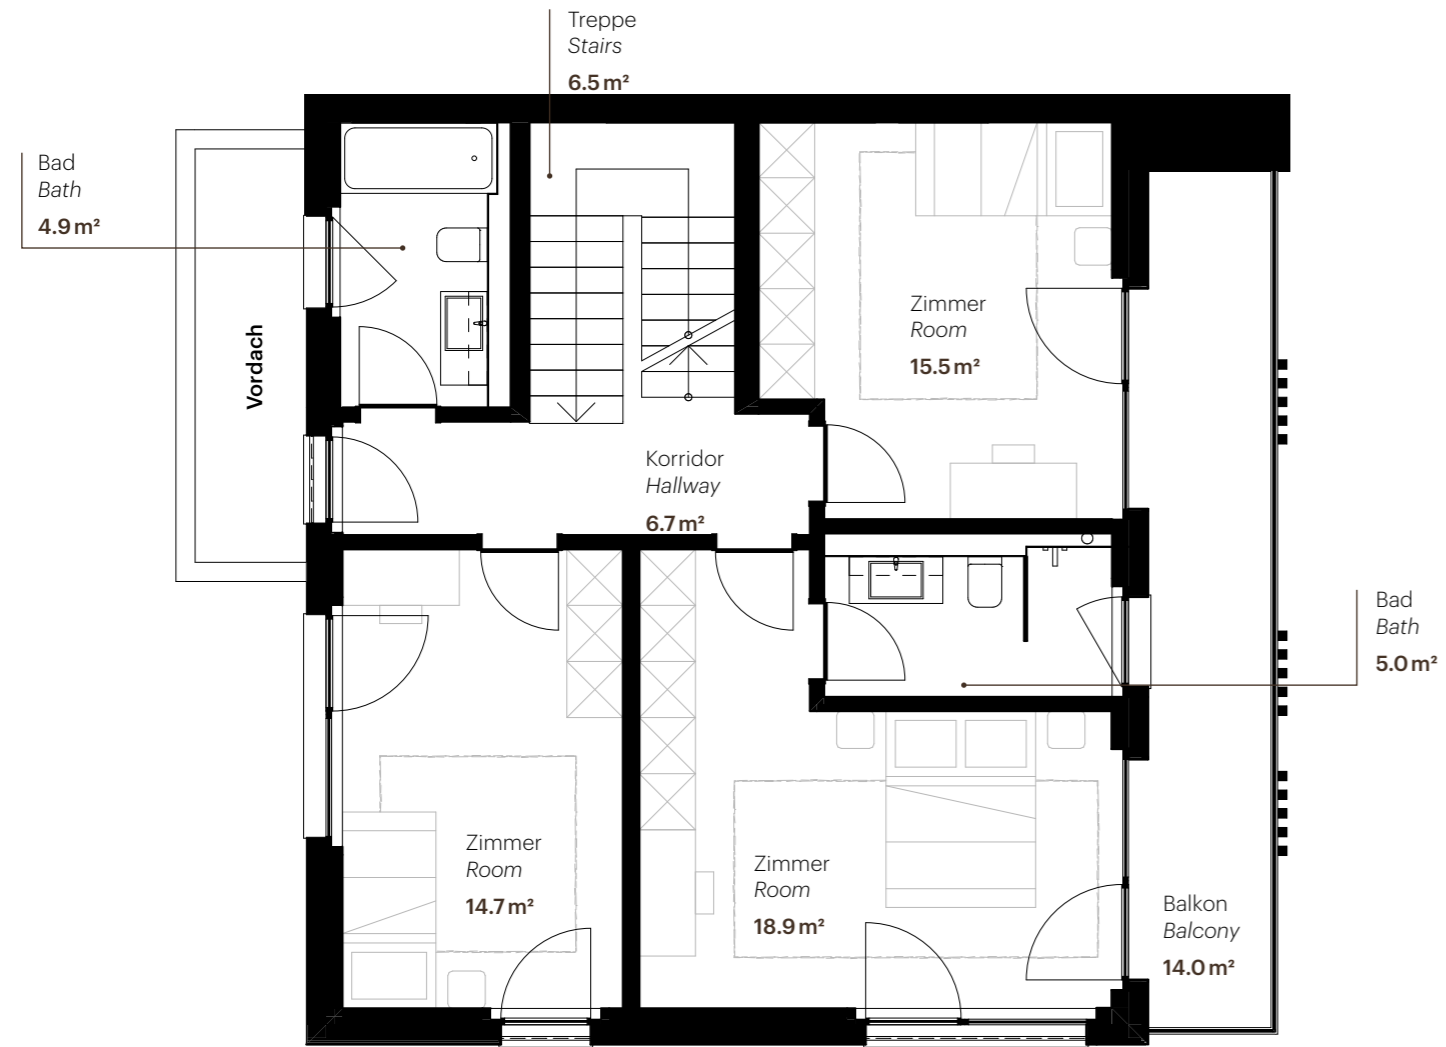 Treppe
Stairs
6.5 m²
Bad
Bath
4.9 m²
Vordach
Zimmer
Room
15.5 m²
Korridor
Hallway
6.7 m²
Bad
Bath
5.0 m²
Zimmer
Room
14.7 m²
Zimmer
Room
18.9 m²
Balkon
Balcony
14.0 m²